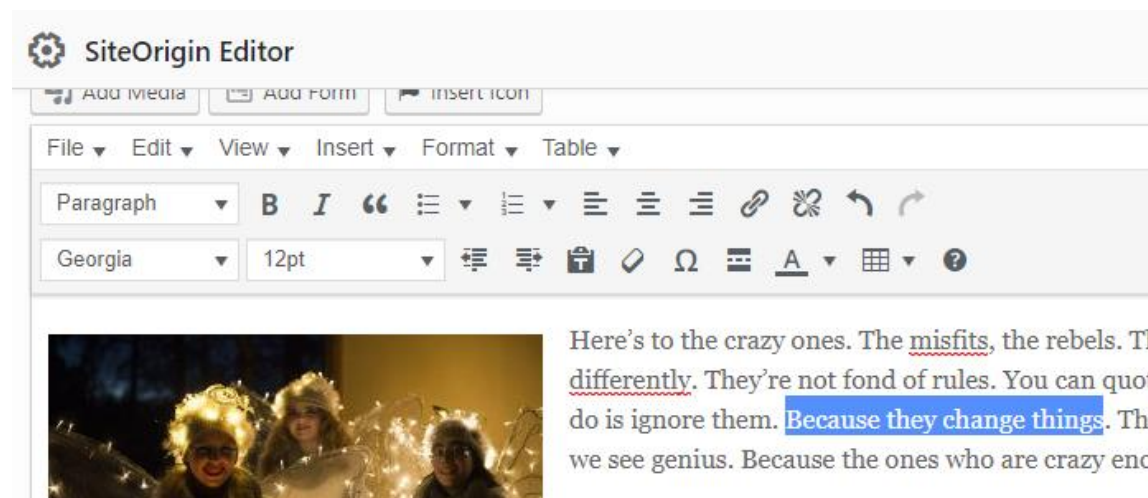 SiteOrigin Editor
Add Media Add Form Insert Icon
File Edit View Insert Format Table
Paragraph B I
Georgia 12pt Ω A ?
Here’s to the crazy ones. The misfits, the rebels. Th
differently. They’re not fond of rules. You can quo
do is ignore them. Because they change things. Th
we see genius. Because the ones who are crazy eno